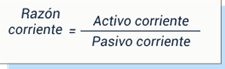 Razón
corriente = Activo corriente
Pasivo corriente